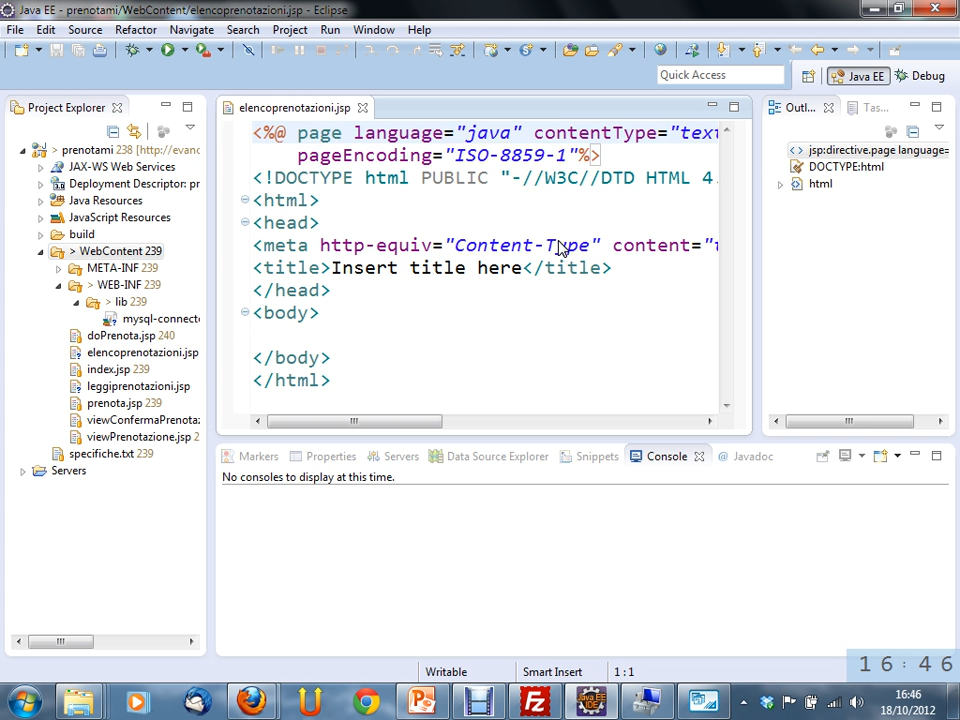 Java EE - prenotami/WebContent/elencoprenotazioni.jsp - Eclipse
File Edit Source Refactor Navigate Search Project Run Window Help
Quick Access
Java EE
Debug
Project Explorer
prenotami 238 [http://evanc
JAX-WS Web Services
Deployment Descriptor: pr
Java Resources
JavaScript Resources
build
> WebContent 239
META-INF 239
> WEB-INF 239
> lib 239
mysql-connecto
doPrenota.jsp 240
elencoprenotazioni.jsp
index.jsp 239
leggiprenotazioni.jsp
prenota.jsp 239
viewConfermaPrenota
viewPrenotazione.jsp 2
specifiche.txt 239
Servers
elencoprenotazioni.jsp
<%@ page language="java" contentType="text
pageEncoding="ISO-8859-1"%>
<!DOCTYPE html PUBLIC "-//W3C//DTD HTML 4.
<html>
<head>
<meta http-equiv="Content-Type" content="t
<title>Insert title here</title>
</head>
<body>
</body>
</html>
Outl...
Tas...
jsp:directive.page language=
DOCTYPE:html
html
Markers Properties Servers Data Source Explorer Snippets Console Javadoc
No consoles to display at this time.
Writable Smart Insert 1 : 1
16:46
16:46
18/10/2012